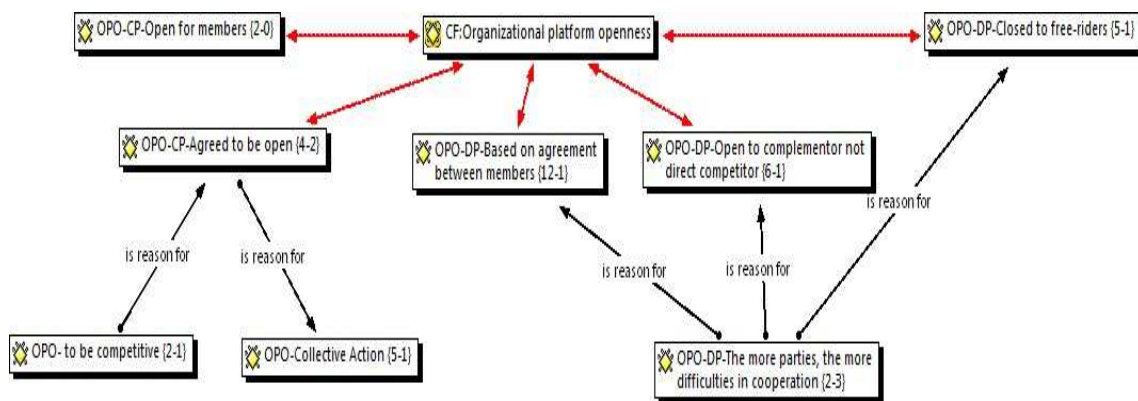 OPO-CP-Open for members {2-0}
CF:Organizational platform openness
OPO-DP-Closed to free-riders {5-1}
OPO-CP-Agreed to be open {4-2}
OPO-DP-Based on agreement
between members {12-1}
OPO-DP-Open to complementor not
direct competitor {6-1}
is reason for
is reason for
is reason for
is reason for
is reason for
OPO- to be competitive {2-1}
OPO-Collective Action {5-1}
OPO-DP-The more parties, the more
difficulties in cooperation {2-3}